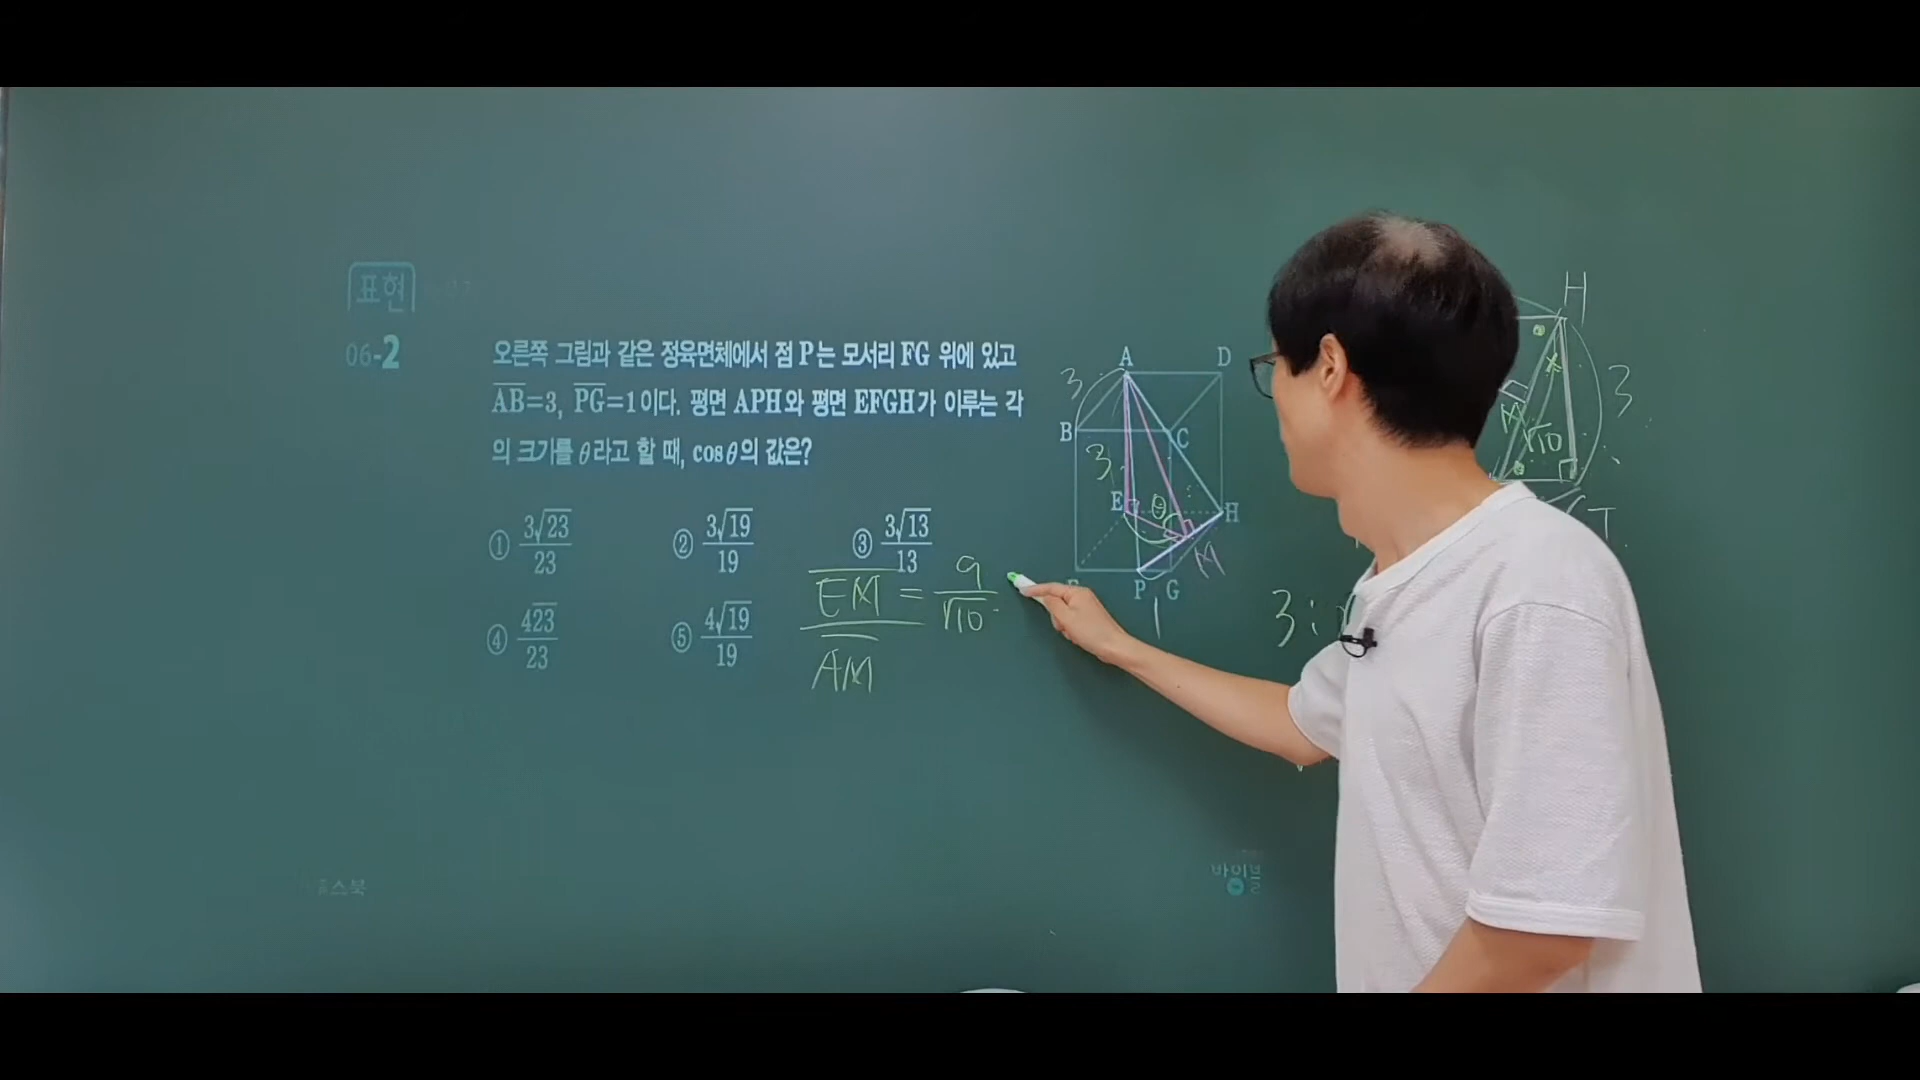 표현
06-2
오른쪽 그림과 같은 정육면체에서 점 P는 모서리 FG 위에 있고
AB=3, PG=1이다. 평면 APH와 평면 EFGH가 이루는 각
의 크기를 θ라고 할 때, cosθ의 값은?
① 3√23/23 ② 3√19/19 ③ 3√13/13
④ 423/23 ⑤ 4√19/19
EM/AM = 9/√10
A D
3
B C
3
E θ H
M
P G
1
H
3
M √10
3 :
스북
바이블